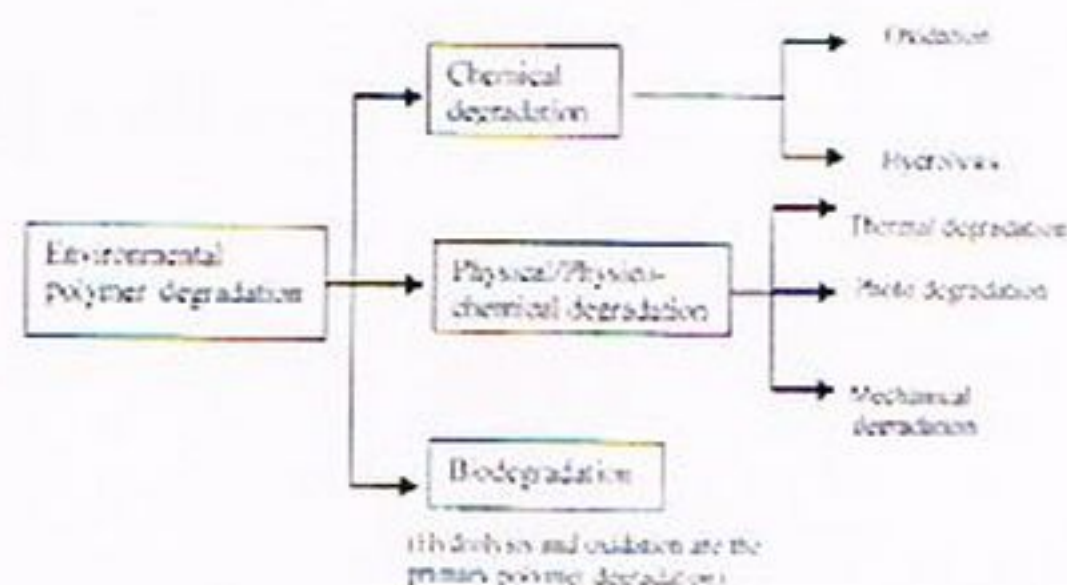 Chemical
degradation
Oxidation
Hydrolysis
Environmental
polymer degradation
Physical/Physico-
chemical degradation
Thermal degradation
Photo degradation
Mechanical
degradation
Biodegradation
(Hydrolysis and oxidation are the
primary polymer degradation)